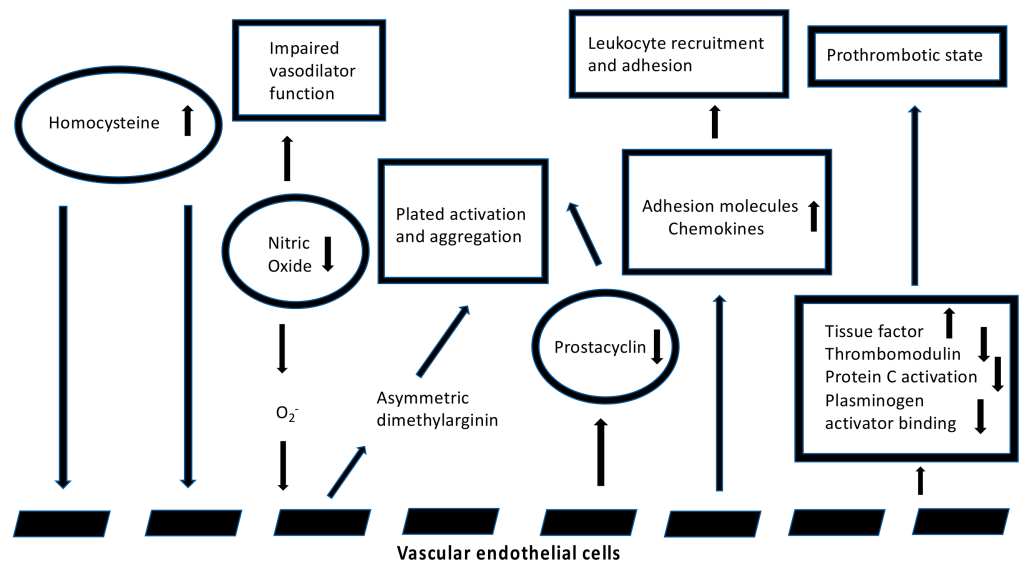 Homocysteine
Impaired
vasodilator
function
Nitric
Oxide
O₂⁻
Plated activation
and aggregation
Asymmetric
dimethylarginin
Prostacyclin
Leukocyte recruitment
and adhesion
Adhesion molecules
Chemokines
Prothrombotic state
Tissue factor
Thrombomodulin
Protein C activation
Plasminogen
activator binding
Vascular endothelial cells